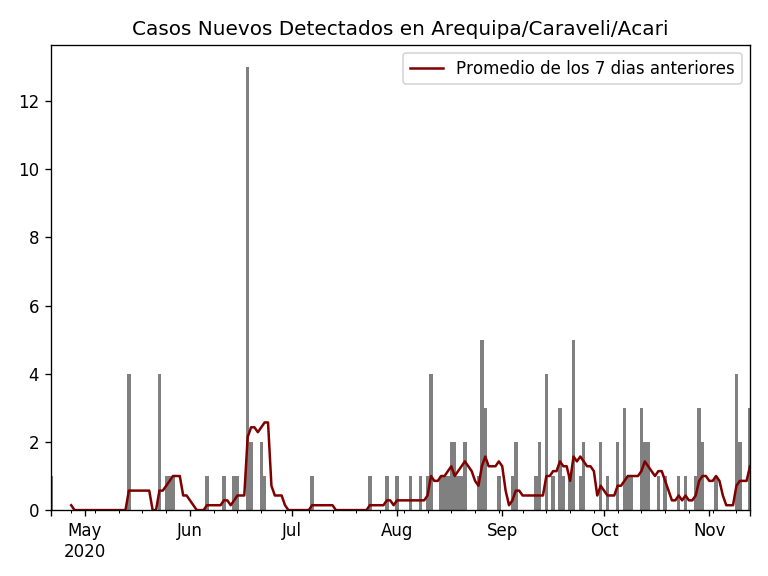 Casos Nuevos Detectados en Arequipa/Caraveli/Acari
Promedio de los 7 dias anteriores
12
10
8
6
4
2
0
May Jun Jul Aug Sep Oct Nov
2020